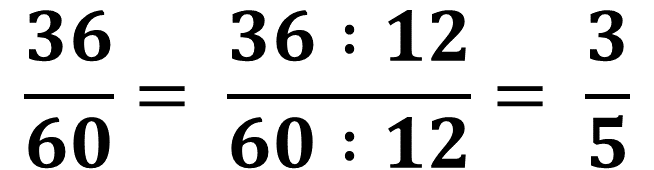 36/60 = 36 : 12/60 : 12 = 3/5